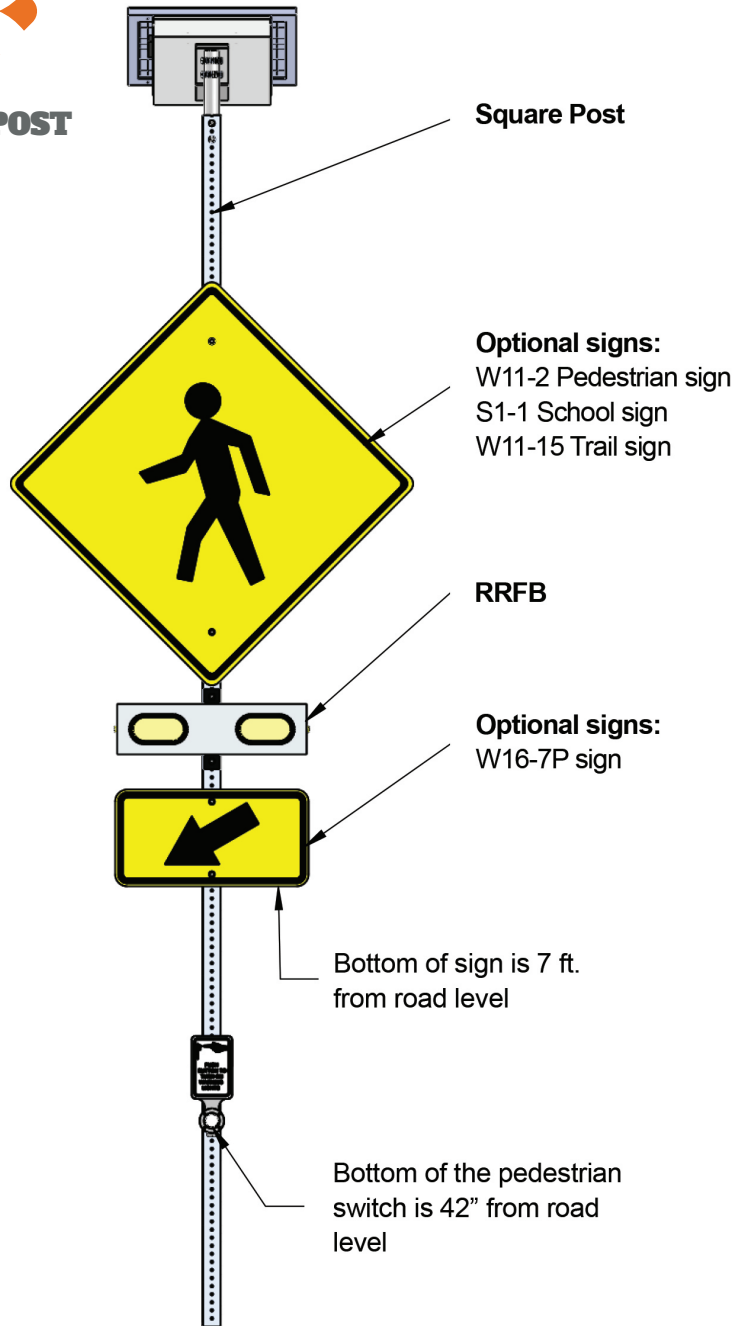 POST
Square Post
Optional signs:
W11-2 Pedestrian sign
S1-1 School sign
W11-15 Trail sign
RRFB
Optional signs:
W16-7P sign
Bottom of sign is 7 ft.
from road level
Bottom of the pedestrian
switch is 42” from road
level